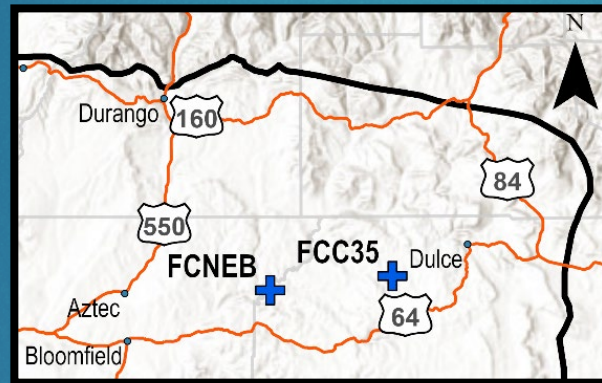 N
Durango
160
84
550
FCNEB
FCC35
Dulce
Aztec
64
Bloomfield